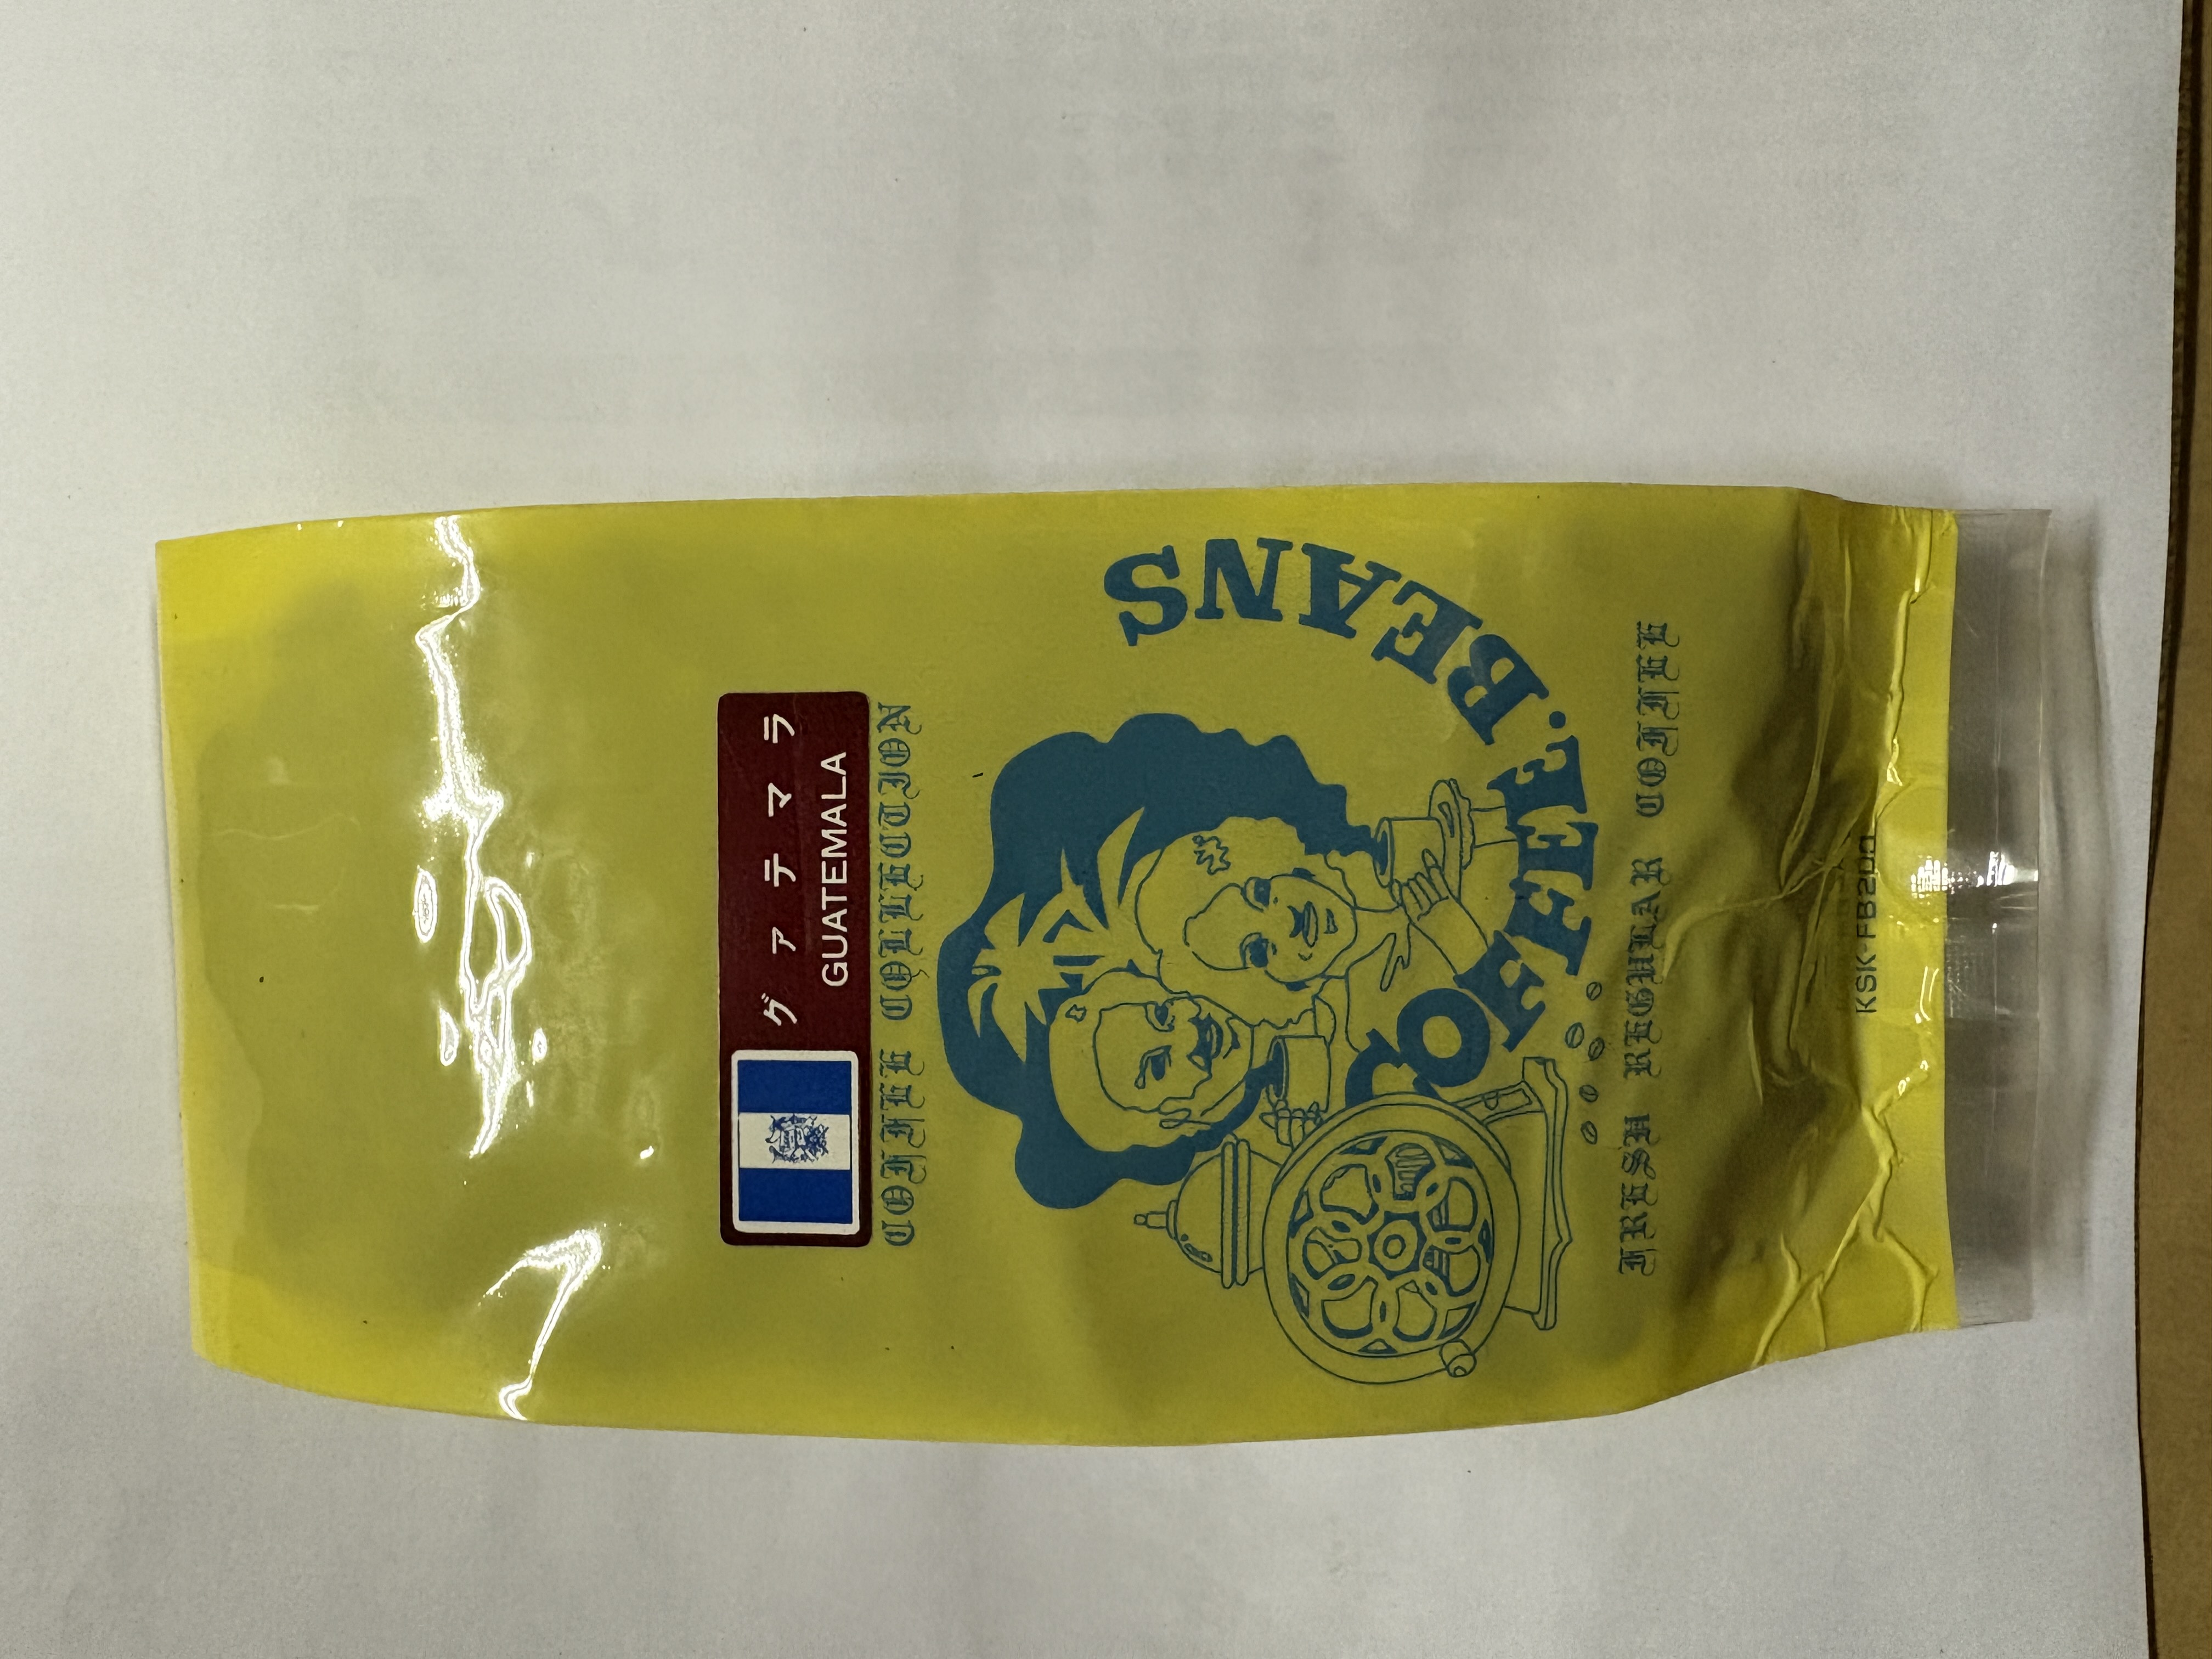 グァテマラ
GUATEMALA
COFFEE COLLECTION
COFFEE. BEANS
FRESH REGULAR COFFEE
KSK-FB200